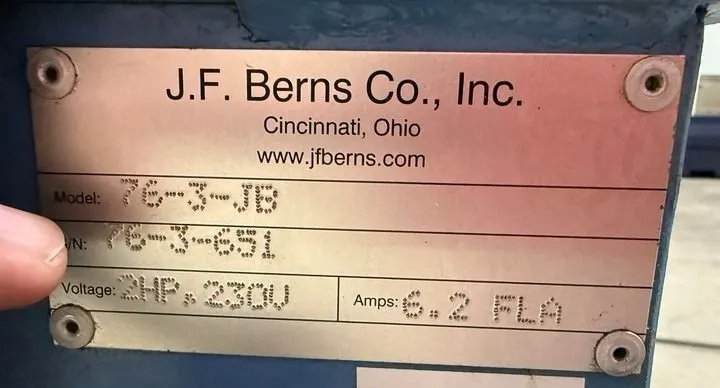 J.F. Berns Co., Inc.
Cincinnati, Ohio
www.jfberns.com
Model: 76-3-JB
/N: 76-3-651
Voltage: 2HP, 230V Amps: 6.2 FLA